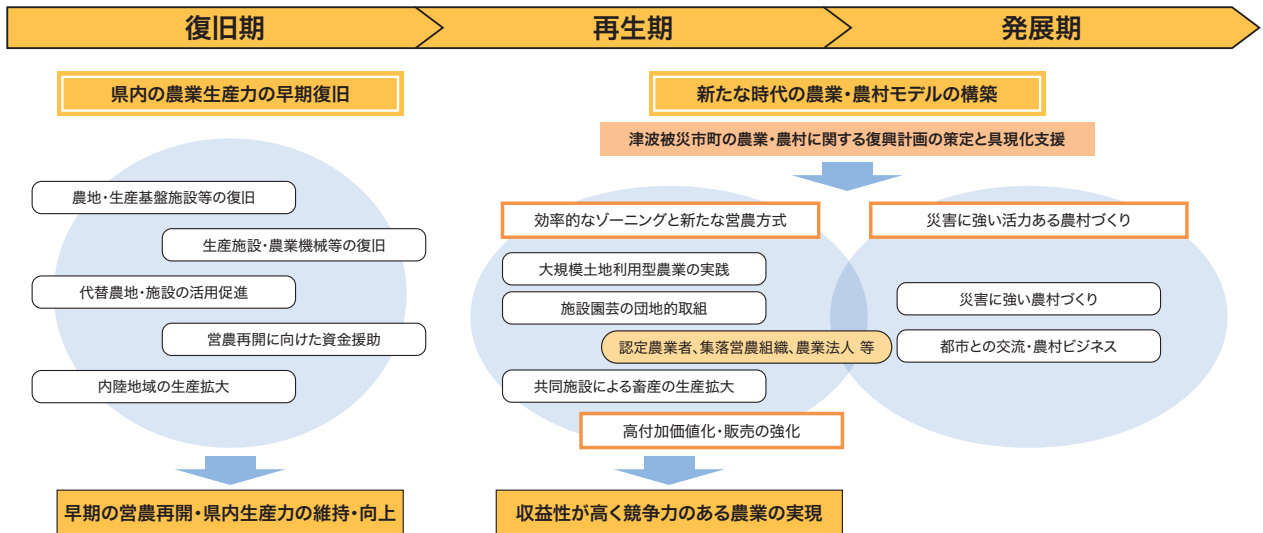 復旧期
再生期
発展期
県内の農業生産力の早期復旧
農地・生産基盤施設等の復旧
生産施設・農業機械等の復旧
代替農地・施設の活用促進
営農再開に向けた資金援助
内陸地域の生産拡大
早期の営農再開・県内生産力の維持・向上
新たな時代の農業・農村モデルの構築
津波被災市町の農業・農村に関する復興計画の策定と具現化支援
効率的なゾーニングと新たな営農方式
大規模土地利用型農業の実践
施設園芸の団地的取組
認定農業者、集落営農組織、農業法人 等
共同施設による畜産の生産拡大
高付加価値化・販売の強化
災害に強い活力ある農村づくり
災害に強い農村づくり
都市との交流・農村ビジネス
収益性が高く競争力のある農業の実現